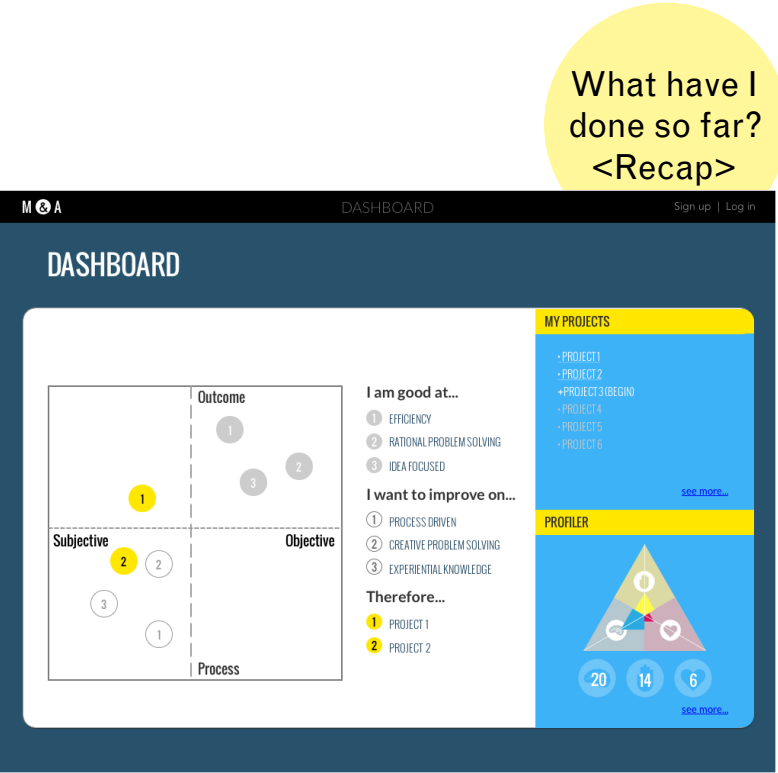 What have I
done so far?
<Recap>
M & A
DASHBOARD
Sign up | Log in
DASHBOARD
Outcome
1
2
3
1
Subjective
Objective
2
2
3
1
Process
I am good at...
1 EFFICIENCY
2 RATIONAL PROBLEM SOLVING
3 IDEA FOCUSED
I want to improve on...
1 PROCESS DRIVEN
2 CREATIVE PROBLEM SOLVING
3 EXPERIENTIAL KNOWLEDGE
Therefore...
1 PROJECT 1
2 PROJECT 2
MY PROJECTS
· PROJECT 1
· PROJECT 2
+PROJECT 3 (BEGIN)
· PROJECT 4
· PROJECT 5
· PROJECT 6
see more...
PROFILER
20 14 6
see more...